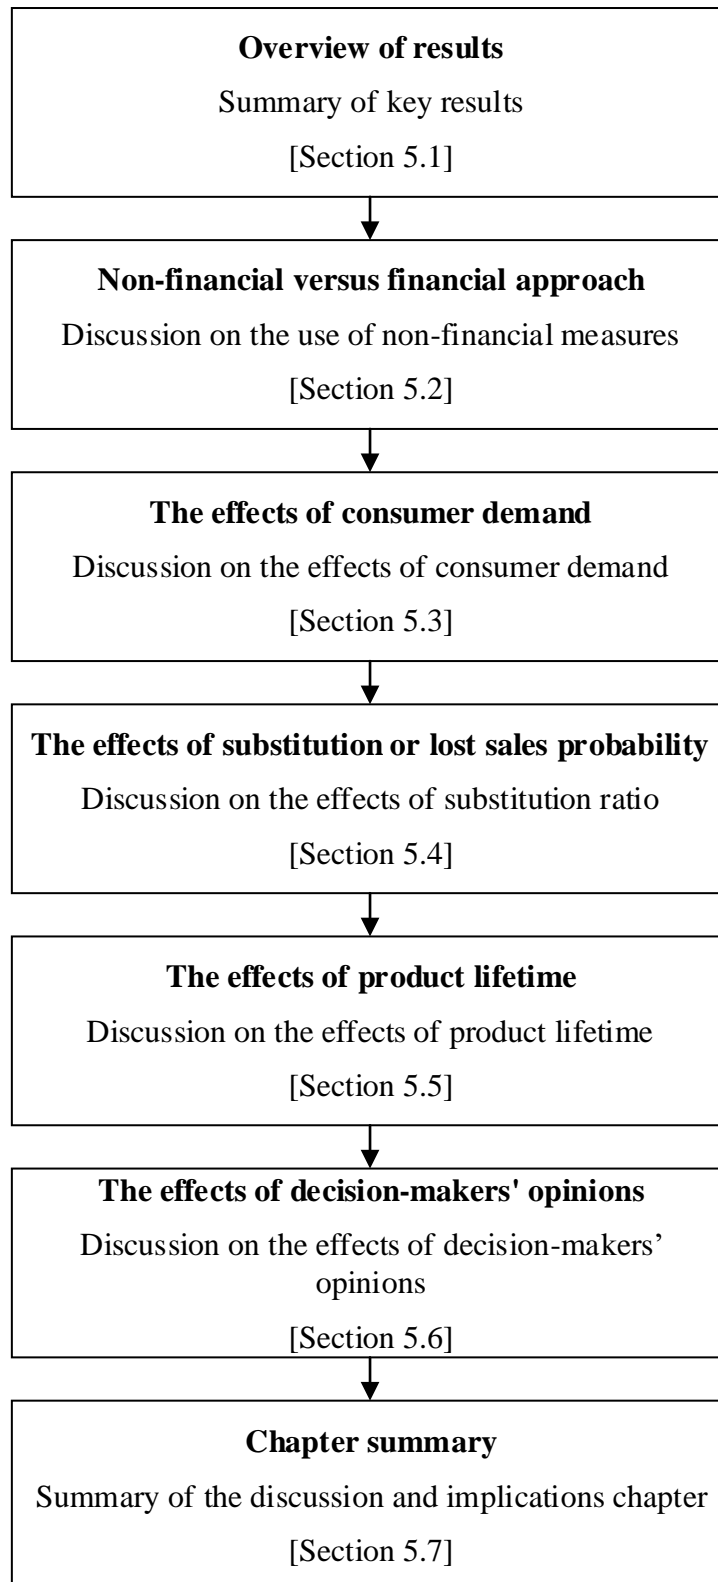 Overview of results
Summary of key results
[Section 5.1]
Non-financial versus financial approach
Discussion on the use of non-financial measures
[Section 5.2]
The effects of consumer demand
Discussion on the effects of consumer demand
[Section 5.3]
The effects of substitution or lost sales probability
Discussion on the effects of substitution ratio
[Section 5.4]
The effects of product lifetime
Discussion on the effects of product lifetime
[Section 5.5]
The effects of decision-makers' opinions
Discussion on the effects of decision-makers’
opinions
[Section 5.6]
Chapter summary
Summary of the discussion and implications chapter
[Section 5.7]